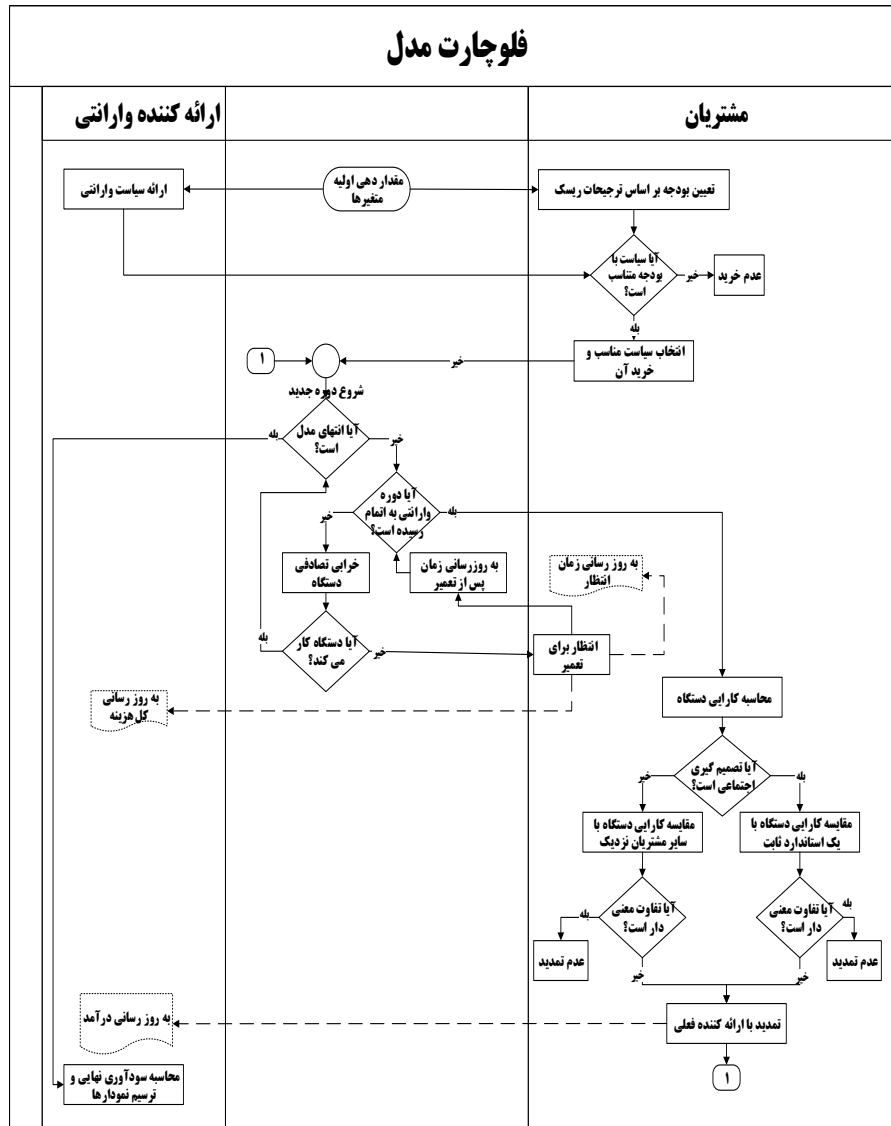 فلوچارت مدل
مشتریان
ارائه کننده وارانتی
تعیین بودجه بر اساس ترجیحات ریسک
مقدار دهی اولیه
متغیرها
ارائه سیاست وارانتی
آیا سیاست با
بودجه متناسب
است؟
خیر
عدم خرید
بله
انتخاب سیاست مناسب و
خرید آن
خیر
۱
شروع دوره جدید
آیا انتهای مدل
است؟
بله
خیر
آیا دوره
وارانتی به اتمام
رسیده است؟
بله
خیر
خرابی تصادفی
دستگاه
به روزرسانی زمان
پس از تعمیر
به روز رسانی زمان
انتظار
آیا دستگاه کار
می کند؟
بله
خیر
انتظار برای
تعمیر
به روز رسانی
کل هزینه
محاسبه کارایی دستگاه
آیا تصمیم گیری
اجتماعی است؟
بله
خیر
مقایسه کارایی دستگاه با
یک استاندارد ثابت
مقایسه کارایی دستگاه با
سایر مشتریان نزدیک
آیا تفاوت معنی
دار است؟
بله
عدم تمدید
خیر
آیا تفاوت معنی
دار است؟
بله
عدم تمدید
خیر
تمدید با ارائه کننده فعلی
به روز رسانی درآمد
۱
محاسبه سودآوری نهایی و
ترسیم نمودارها